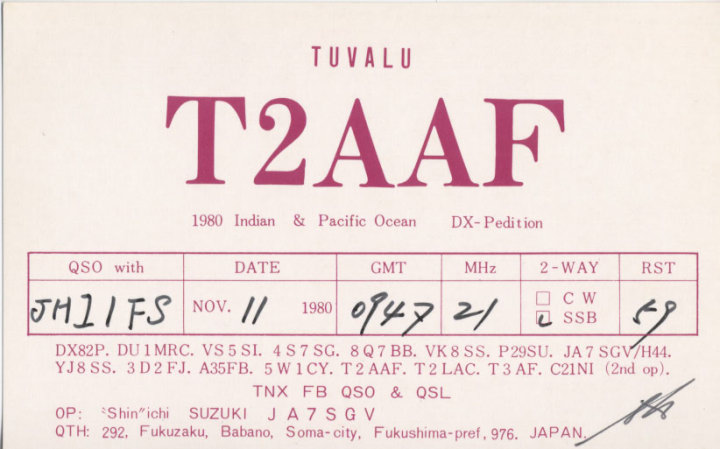 TUVALU
T2AAF
1980 Indian & Pacific Ocean DX-Pedition
QSO with DATE GMT MHz 2-WAY RST
JH1IFS NOV. 11 1980 0947 21 □ CW 59
☑ SSB
DX82P. DU1MRC. VS5SI. 4S7SG. 8Q7BB. VK8SS. P29SU. JA7SGV/H44.
YJ8SS. 3D2FJ. A35FB. 5W1CY. T2AAF. T2LAC. T3AF. C21NI (2nd op).
TNX FB QSO & QSL
OP: "Shin"ichi SUZUKI JA7SGV
QTH: 292, Fukuzaku, Babano, Soma-city, Fukushima-pref, 976. JAPAN.